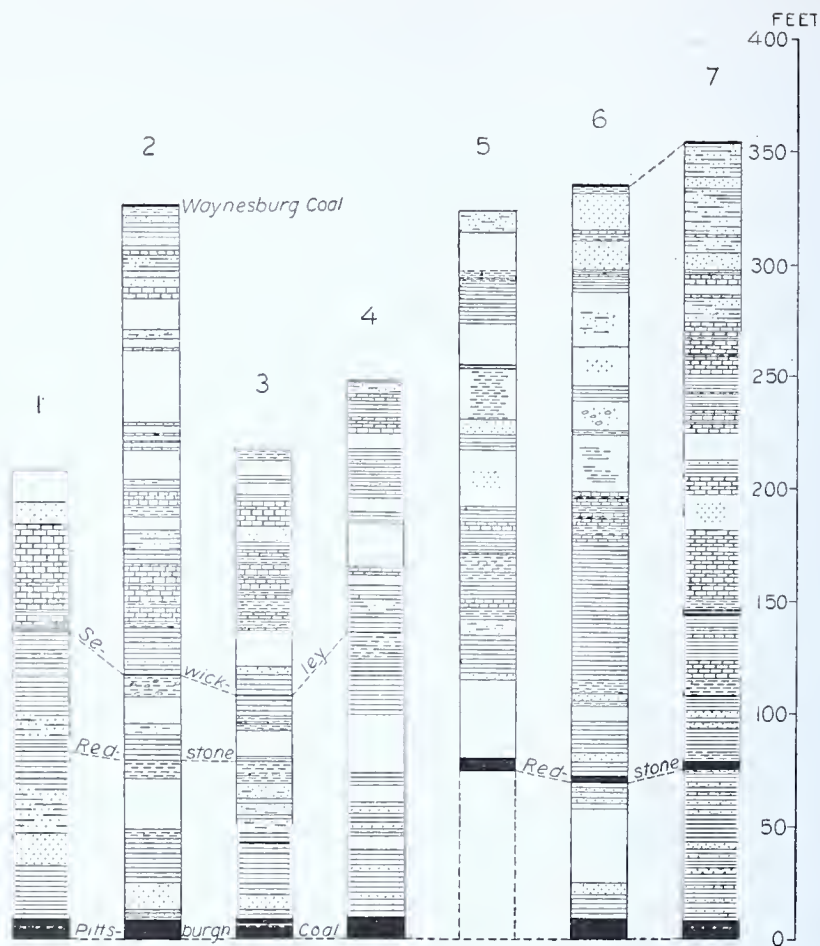 FEET
400
7
6
2
5
350
Waynesburg Coal
300
4
3
1
250
200
150
Se-
wick-
ley
100
Red-
stone
Red-
stone
50
Pitts-
burgh
Coal
0